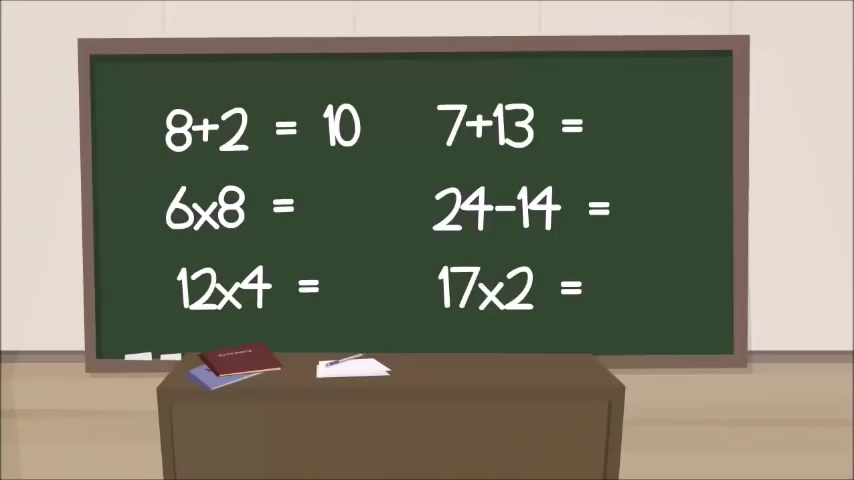 8+2 = 10
6x8 =
12x4 =
7+13 =
24-14 =
17x2 =